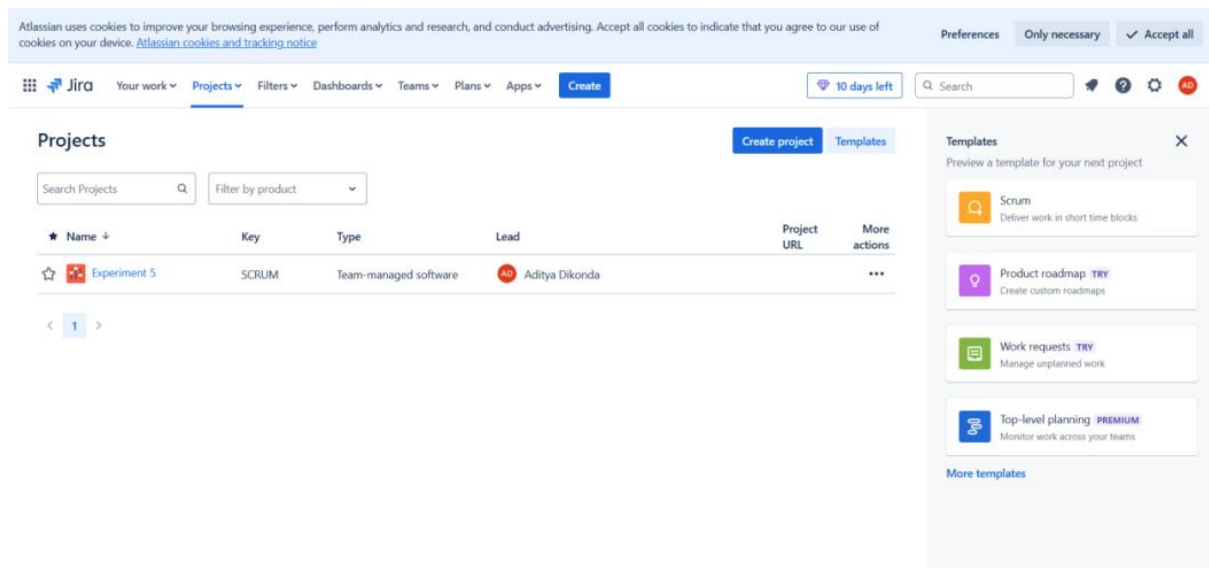 Atlassian uses cookies to improve your browsing experience, perform analytics and research, and conduct advertising. Accept all cookies to indicate that you agree to our use of
cookies on your device. Atlassian cookies and tracking notice
Preferences
Only necessary
Accept all
Jira
Your work
Projects
Filters
Dashboards
Teams
Plans
Apps
Create
10 days left
Search
AD
Projects
Create project
Templates
Search Projects
Filter by product
Name
Key
Type
Lead
Project
URL
More
actions
Experiment 5
SCRUM
Team-managed software
AD
Aditya Dikonda
1
Templates
Preview a template for your next project
Scrum
Deliver work in short time blocks
Product roadmap TRY
Create custom roadmaps
Work requests TRY
Manage unplanned work
Top-level planning PREMIUM
Monitor work across your teams
More templates